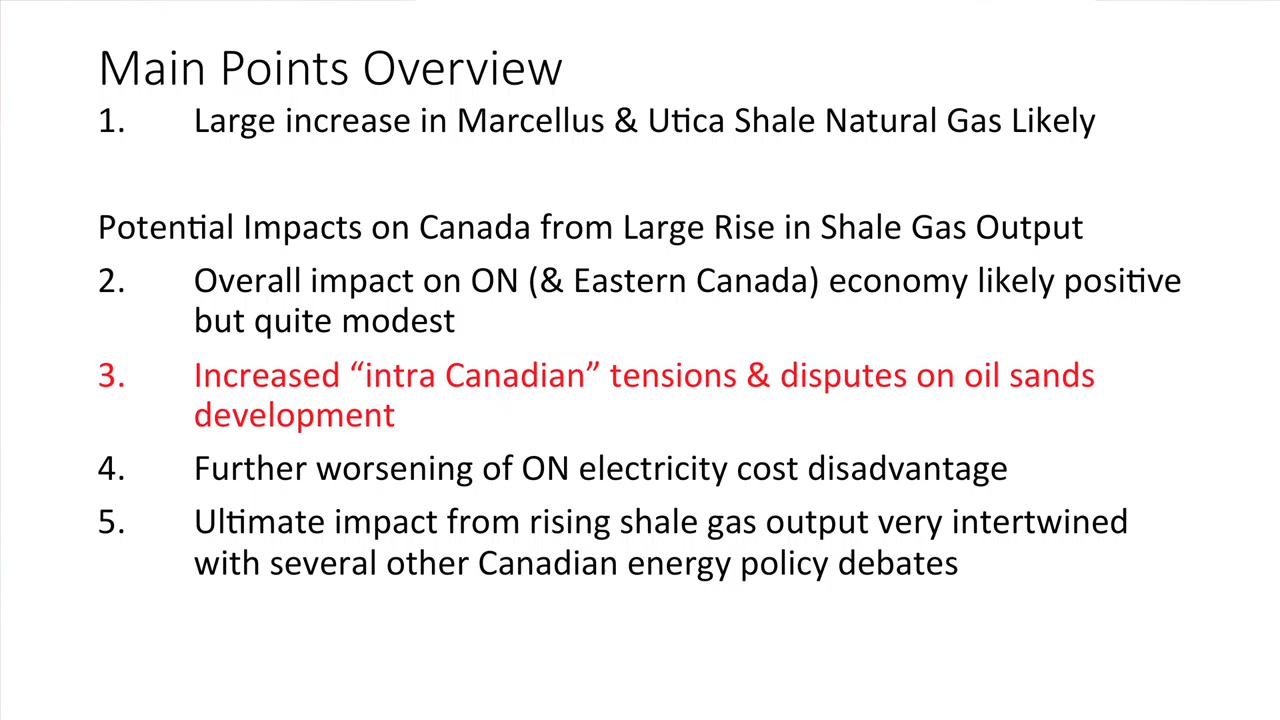 Main Points Overview
1. Large increase in Marcellus & Utica Shale Natural Gas Likely
Potential Impacts on Canada from Large Rise in Shale Gas Output
2. Overall impact on ON (& Eastern Canada) economy likely positive
but quite modest
3. Increased “intra Canadian” tensions & disputes on oil sands
development
4. Further worsening of ON electricity cost disadvantage
5. Ultimate impact from rising shale gas output very intertwined
with several other Canadian energy policy debates